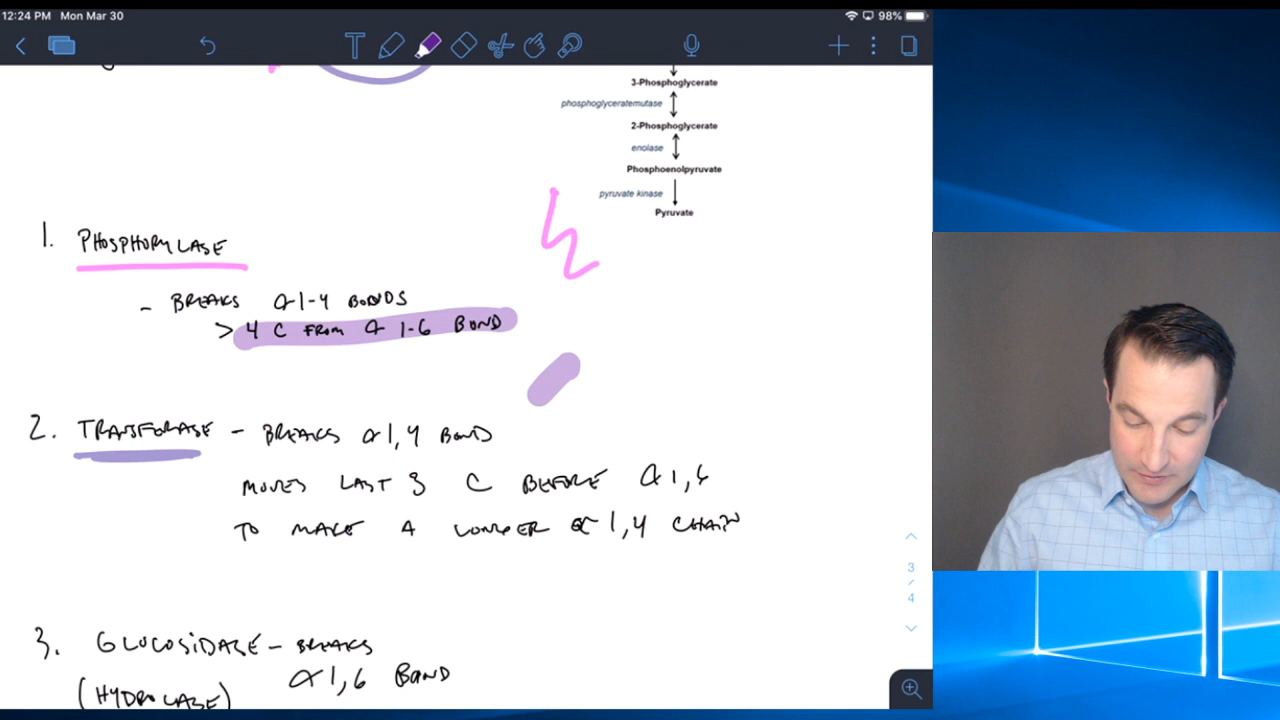 12:24 PM Mon Mar 30
98%
T
3-Phosphoglycerate
phosphoglyceratemutase
2-Phosphoglycerate
enolase
Phosphoenolpyruvate
pyruvate kinase
Pyruvate
1. PHOSPHORYLASE
- BREAKS α1-4 BONDS
> 4 C FROM α 1-6 BOND
2. TRANSFORASE - BREAKS α1,4 BOND
MOVES LAST 3 C BEFORE α1,6
TO MAKE A LONGER α 1,4 CHAIN
3
/
4
3. GLUCOSIDASE - BREAKS
(HYDROLASE) α1,6 BOND